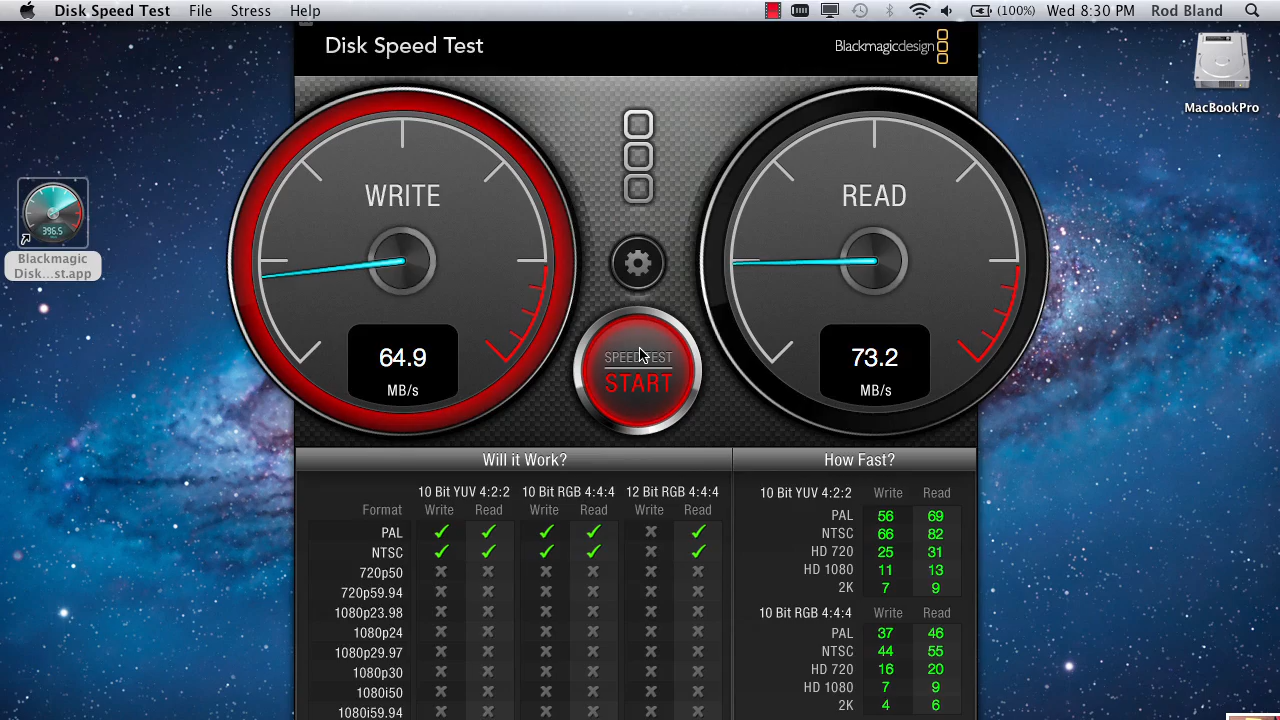 Disk Speed Test File Stress Help (100%) Wed 8:30 PM Rod Bland
Disk Speed Test
Blackmagicdesign
MacBookPro
396.5
Blackmagic
Disk...st.app
WRITE
64.9
MB/s
READ
73.2
MB/s
SPEED TEST
START
Will it Work?
10 Bit YUV 4:2:2 10 Bit RGB 4:4:4 12 Bit RGB 4:4:4
Format Write Read Write Read Write Read
PAL ✓ ✓ ✓ ✓ x ✓
NTSC ✓ ✓ ✓ ✓ x ✓
720p50 x x x x x x
720p59.94 x x x x x x
1080p23.98 x x x x x x
1080p24 x x x x x x
1080p29.97 x x x x x x
1080p30 x x x x x x
1080i50 x x x x x x
1080i59.94 x x x x x x
How Fast?
10 Bit YUV 4:2:2 Write Read
PAL 56 69
NTSC 66 82
HD 720 25 31
HD 1080 11 13
2K 7 9
10 Bit RGB 4:4:4 Write Read
PAL 37 46
NTSC 44 55
HD 720 16 20
HD 1080 7 9
2K 4 6